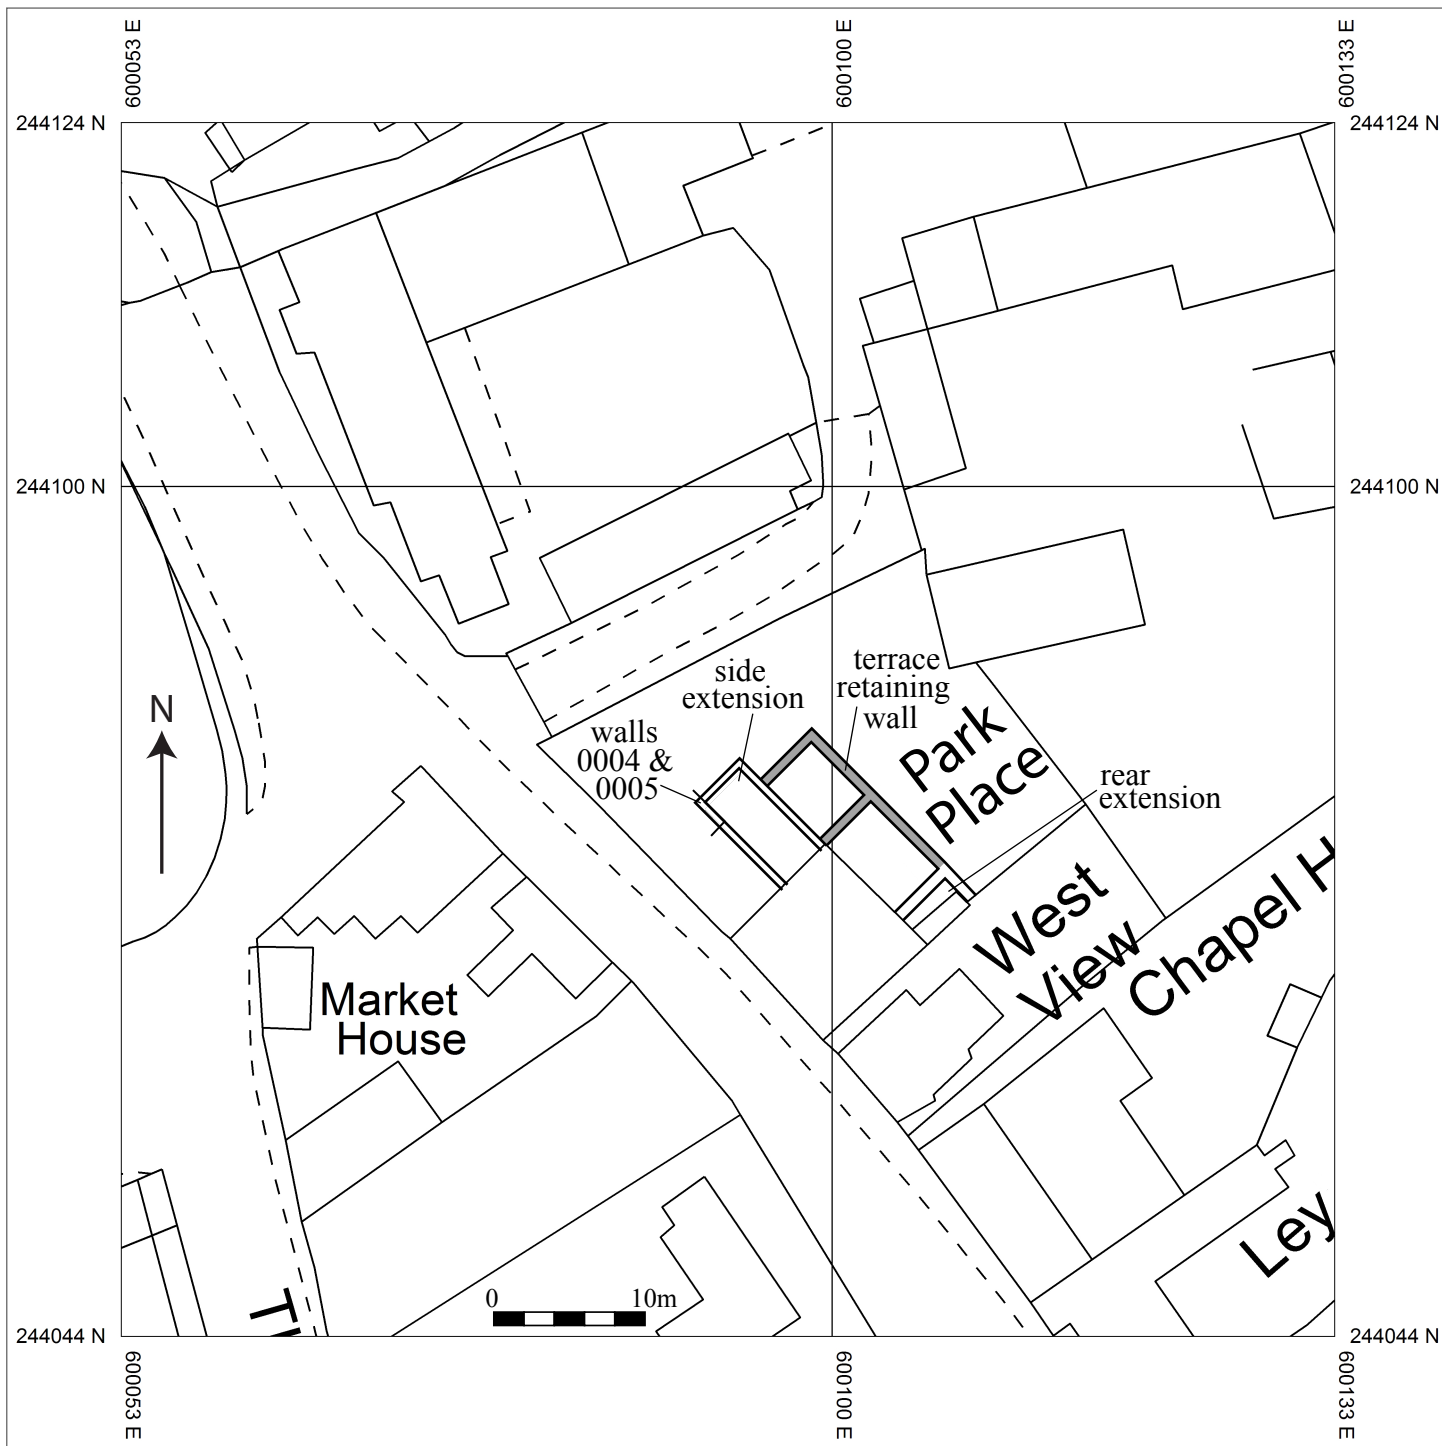 600053 E
600100 E
600133 E
244124 N
244124 N
244100 N
244100 N
side
extension
terrace
retaining
wall
N
walls
0004 &
0005
Park
Place
rear
extension
West
View
Chapel H
Market
House
Ley
0
10m
244044 N
244044 N
600053 E
600100 E
600133 E